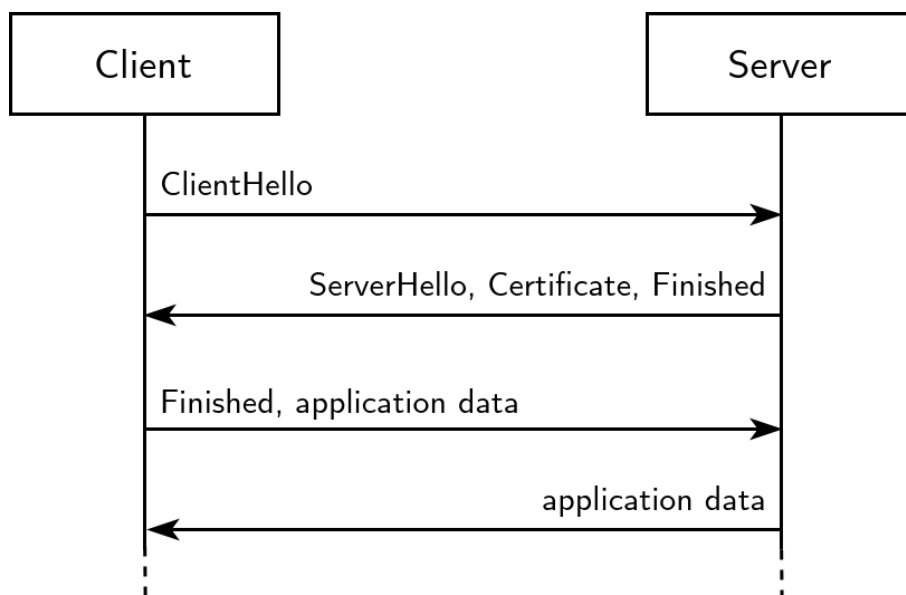 Client
Server
ClientHello
ServerHello, Certificate, Finished
Finished, application data
application data